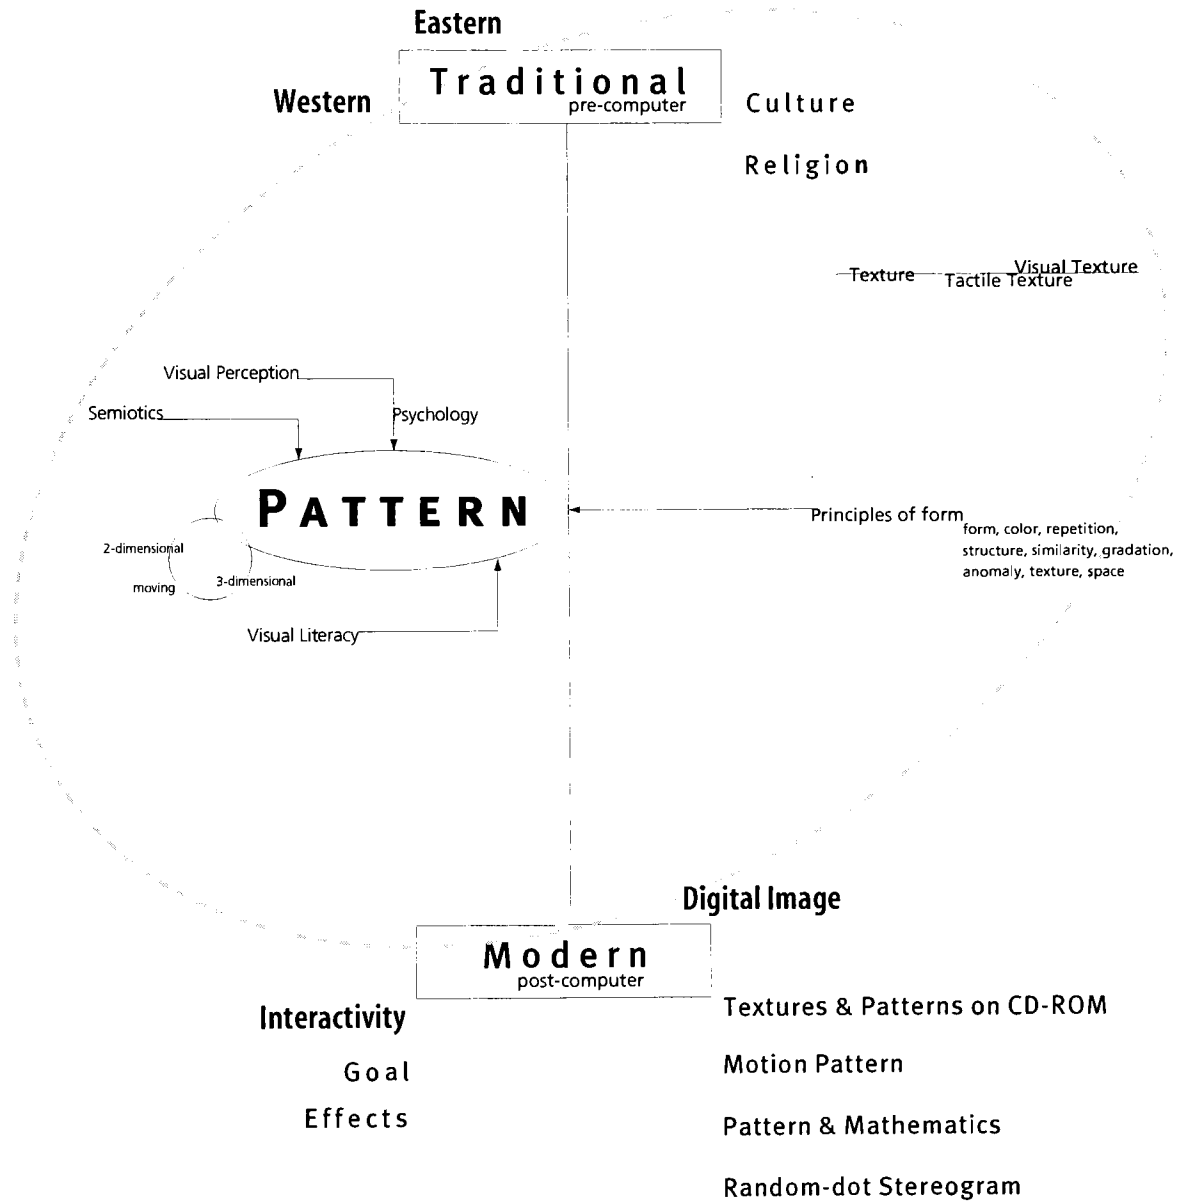 Eastern
Traditional
pre-computer
Western
Culture
Religion
Visual Texture
Texture
Tactile Texture
Visual Perception
Semiotics
Psychology
PATTERN
Principles of form
form, color, repetition,
structure, similarity, gradation,
anomaly, texture, space
2-dimensional
3-dimensional
moving
Visual Literacy
Digital Image
Modern
post-computer
Interactivity
Goal
Effects
Textures & Patterns on CD-ROM
Motion Pattern
Pattern & Mathematics
Random-dot Stereogram